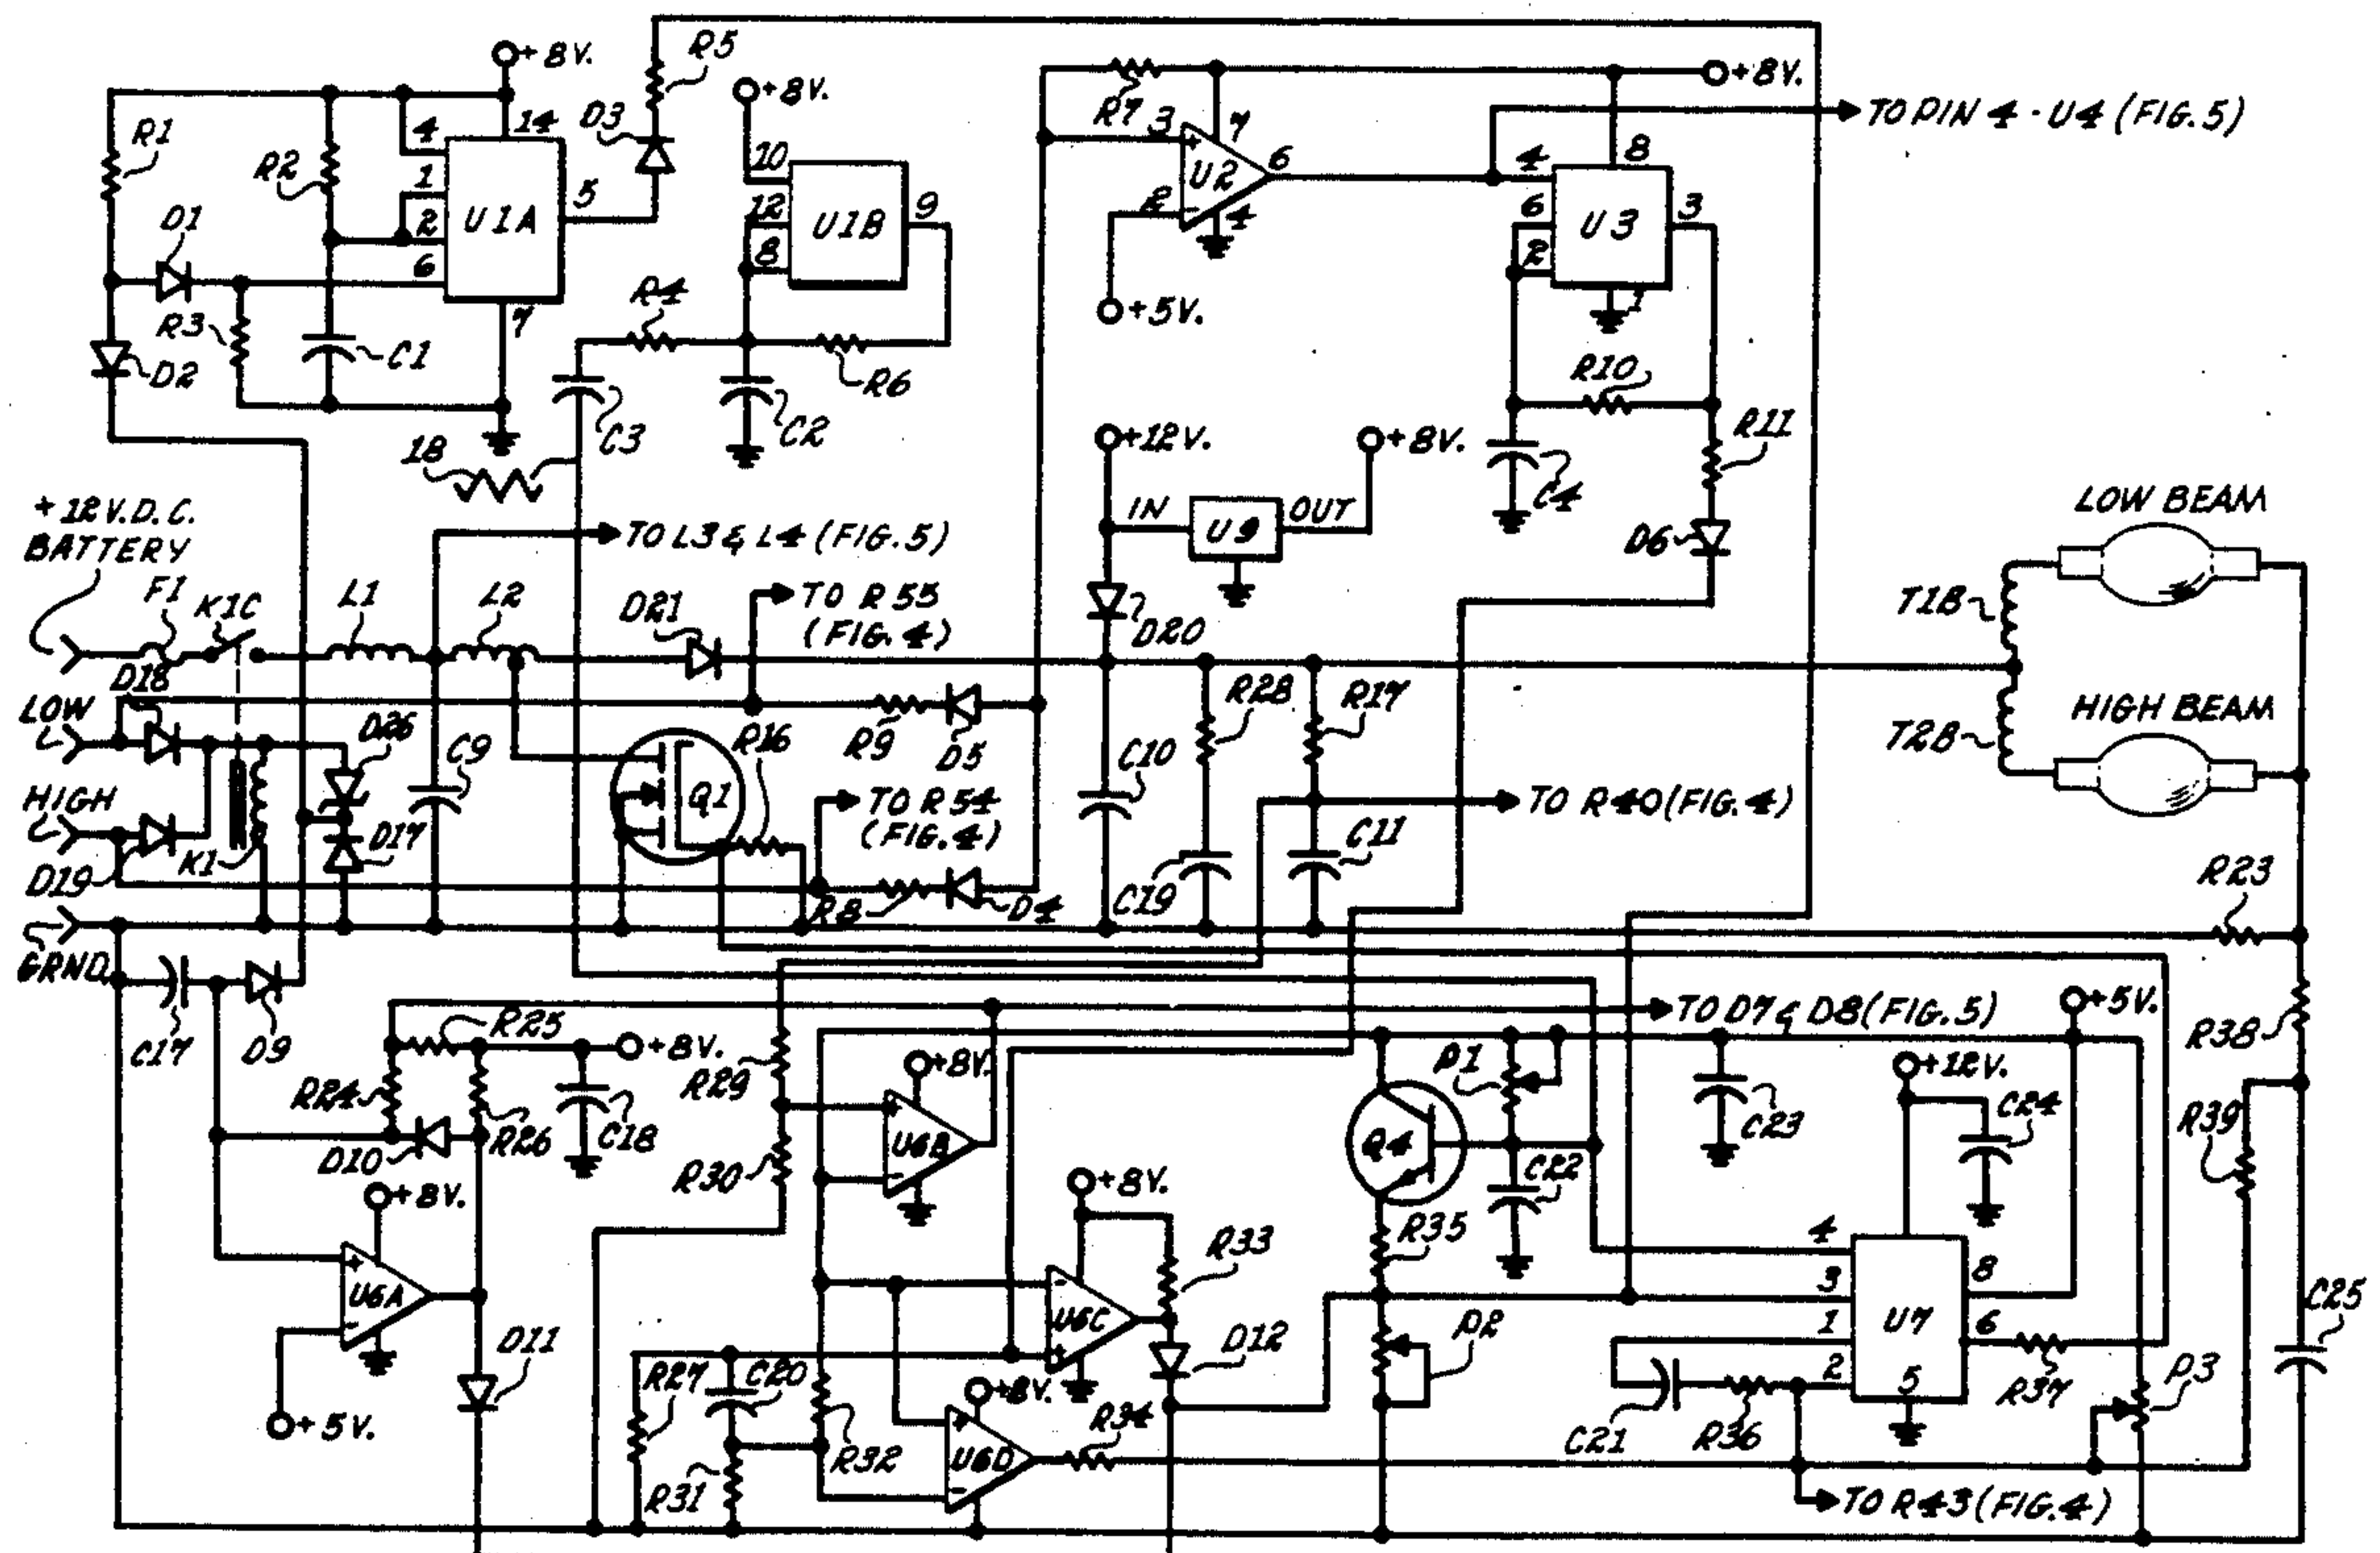 +8V.
R5
+8V.
R1
R2
4
14
1
2
6
U1A
5
7
D3
+8V.
10
12
8
U1B
9
R7
+8V.
TO PIN 4 - U4 (FIG. 5)
3
7
U2
6
2
4
+5V.
4
8
6
2
U3
3
1
D1
R3
D2
C1
R4
R6
C3
C2
18
R10
R11
C4
D6
+12V.
+8V.
IN
U9
OUT
D20
LOW BEAM
T1B
HIGH BEAM
T2B
+12V.D.C.
BATTERY
F1
K1C
L1
L2
TO L3 & L4 (FIG. 5)
D21
TO R55
(FIG. 4)
D18
LOW
D26
C9
R16
R9
D5
R28
R17
C10
HIGH
D19
K1
D17
Q1
TO R54
(FIG. 4)
R8
D4
C19
C11
TO R40 (FIG. 4)
R23
GRND.
C17
D9
R25
+8V.
R24
R26
D10
C18
TO D7 & D8 (FIG. 5)
+5V.
R38
R29
+8V.
U6B
R30
P1
Q4
C22
C23
+12V.
C24
R39
+8V.
U6A
+5V.
D11
+8V.
R33
U6C
D12
R35
P2
4
3
1
2
U7
8
6
5
C25
R27
C20
R31
R32
+8V.
U6D
R34
C21
R36
R37
P3
TO R43 (FIG. 4)